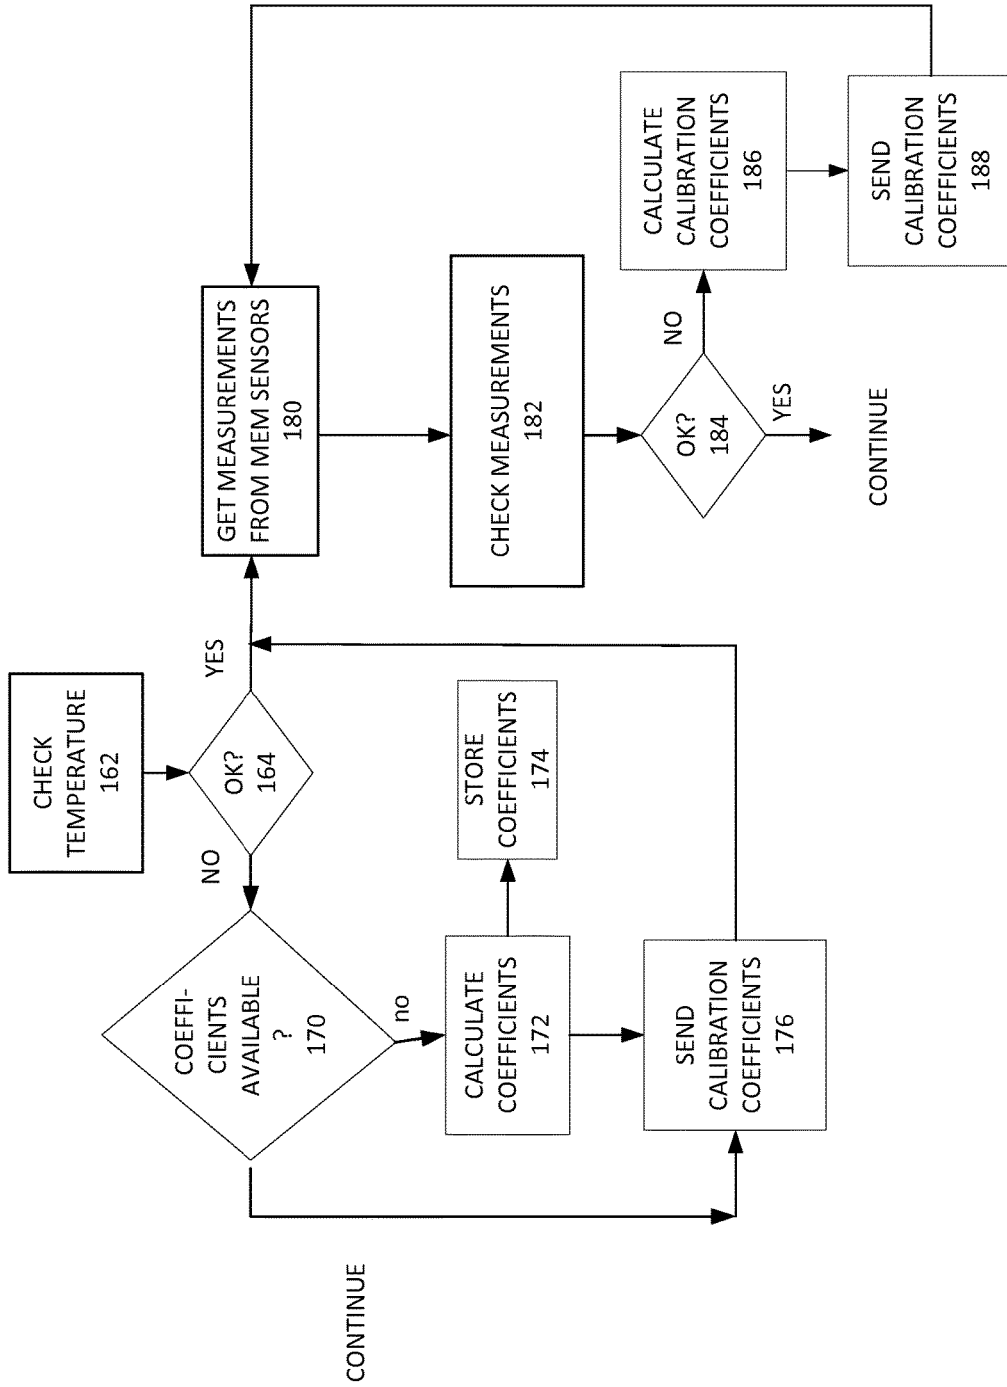 CHECK
TEMPERATURE
162
OK?
164
YES
NO
COEFFI-
CIENTS
AVAILABLE
?
170
no
CALCULATE
COEFFICIENTS
172
STORE
COEFFICIENTS
174
SEND
CALIBRATION
COEFFICIENTS
176
CONTINUE
GET MEASUREMENTS
FROM MEM SENSORS
180
CHECK MEASUREMENTS
182
OK?
184
NO
YES
CONTINUE
CALCULATE
CALIBRATION
COEFFICIENTS
186
SEND
CALIBRATION
COEFFICIENTS
188